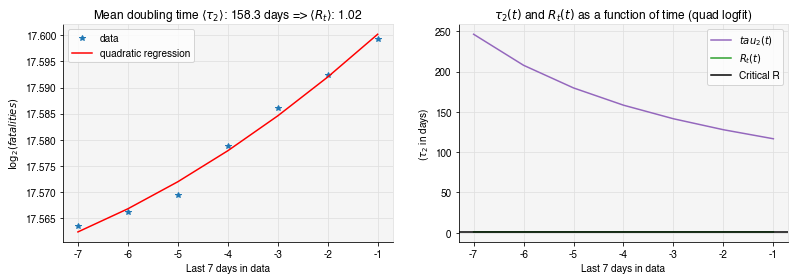 Mean doubling time ⟨τ₂⟩: 158.3 days => ⟨Rₜ⟩: 1.02
data
quadratic regression
17.600
17.595
17.590
17.585
17.580
17.575
17.570
17.565
log₂(fatalities)
-7 -6 -5 -4 -3 -2 -1
Last 7 days in data
τ₂(t) and Rₜ(t) as a function of time (quad logfit)
tau₂(t)
Rₜ(t)
Critical R
250
200
150
100
50
0
(τ₂ in days)
-7 -6 -5 -4 -3 -2 -1
Last 7 days in data